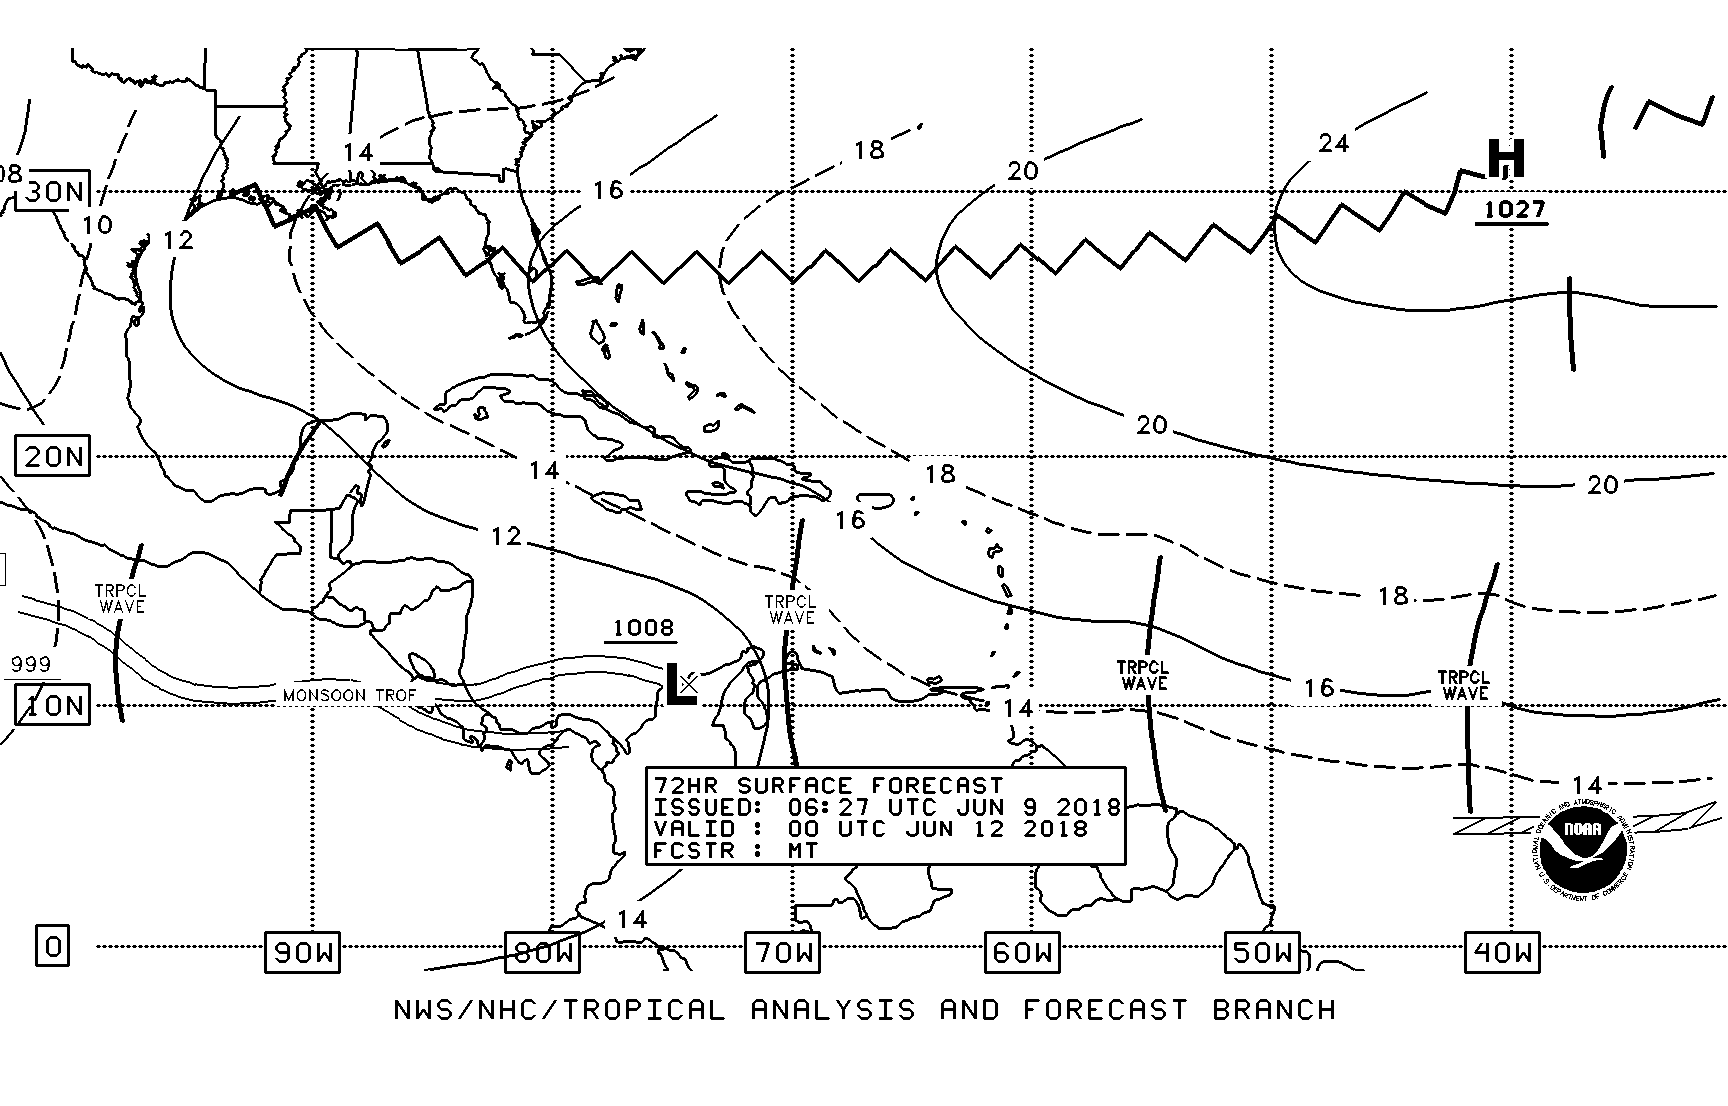 24
14
18
08
20
30N
16
H
1027
10
12
20
20N
14
18
20
16
12
TRPCL
WAVE
TRPCL
WAVE
18
1008
999
L
TRPCL
WAVE
TRPCL
WAVE
MONSOON TROF
16
10N
14
72HR SURFACE FORECAST
ISSUED: 06:27 UTC JUN 9 2018
VALID : 00 UTC JUN 12 2018
FCSTR : MT
14
NOAA
NATIONAL OCEANIC AND ATMOSPHERIC ADMINISTRATION
U.S. DEPARTMENT OF COMMERCE
14
0
90W
80W
70W
60W
50W
40W
NWS/NHC/TROPICAL ANALYSIS AND FORECAST BRANCH